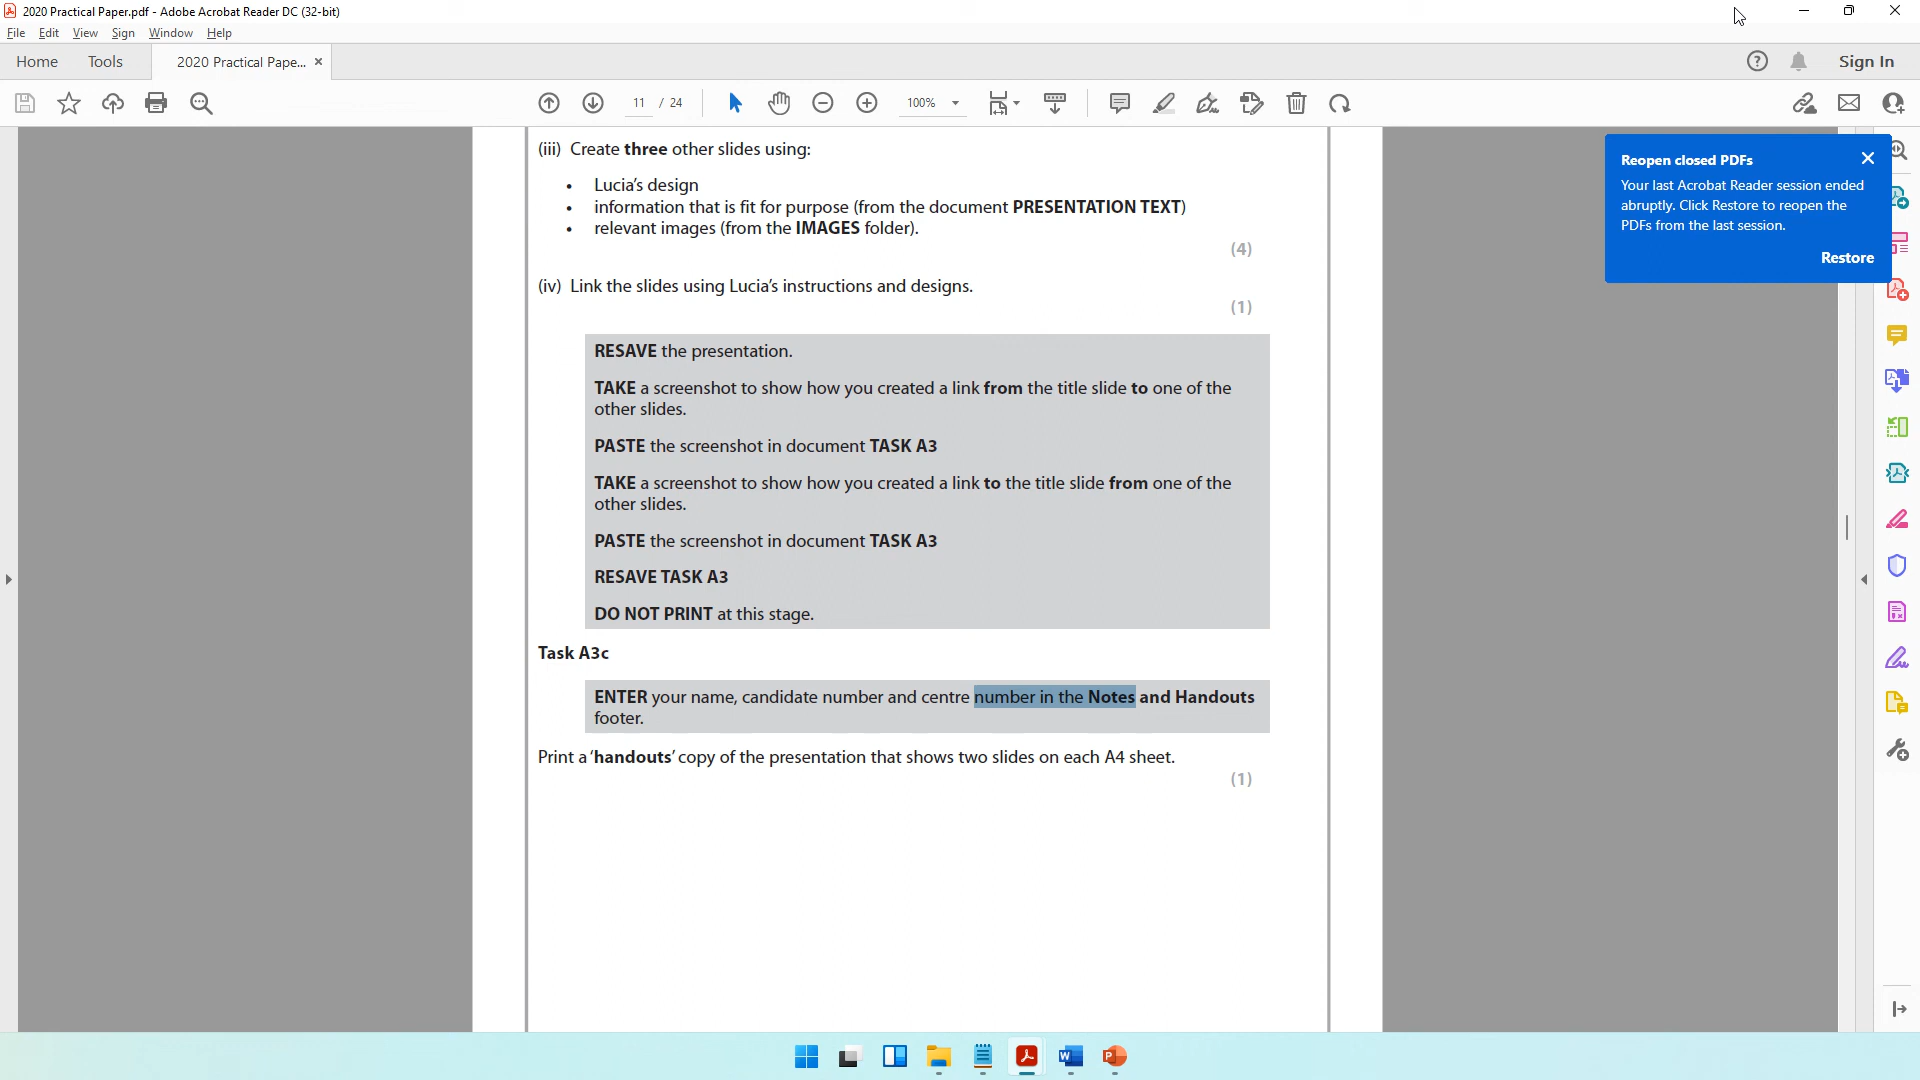 2020 Practical Paper.pdf - Adobe Acrobat Reader DC (32-bit)
File Edit View Sign Window Help
Home Tools 2020 Practical Pape... × Sign In
11 / 24 100%
(iii) Create three other slides using:
• Lucia's design
• information that is fit for purpose (from the document PRESENTATION TEXT)
• relevant images (from the IMAGES folder).
(4)
(iv) Link the slides using Lucia's instructions and designs.
(1)
RESAVE the presentation.
TAKE a screenshot to show how you created a link from the title slide to one of the
other slides.
PASTE the screenshot in document TASK A3
TAKE a screenshot to show how you created a link to the title slide from one of the
other slides.
PASTE the screenshot in document TASK A3
RESAVE TASK A3
DO NOT PRINT at this stage.
Task A3c
ENTER your name, candidate number and centre number in the Notes and Handouts
footer.
Print a 'handouts' copy of the presentation that shows two slides on each A4 sheet.
(1)
Reopen closed PDFs
Your last Acrobat Reader session ended
abruptly. Click Restore to reopen the
PDFs from the last session.
Restore